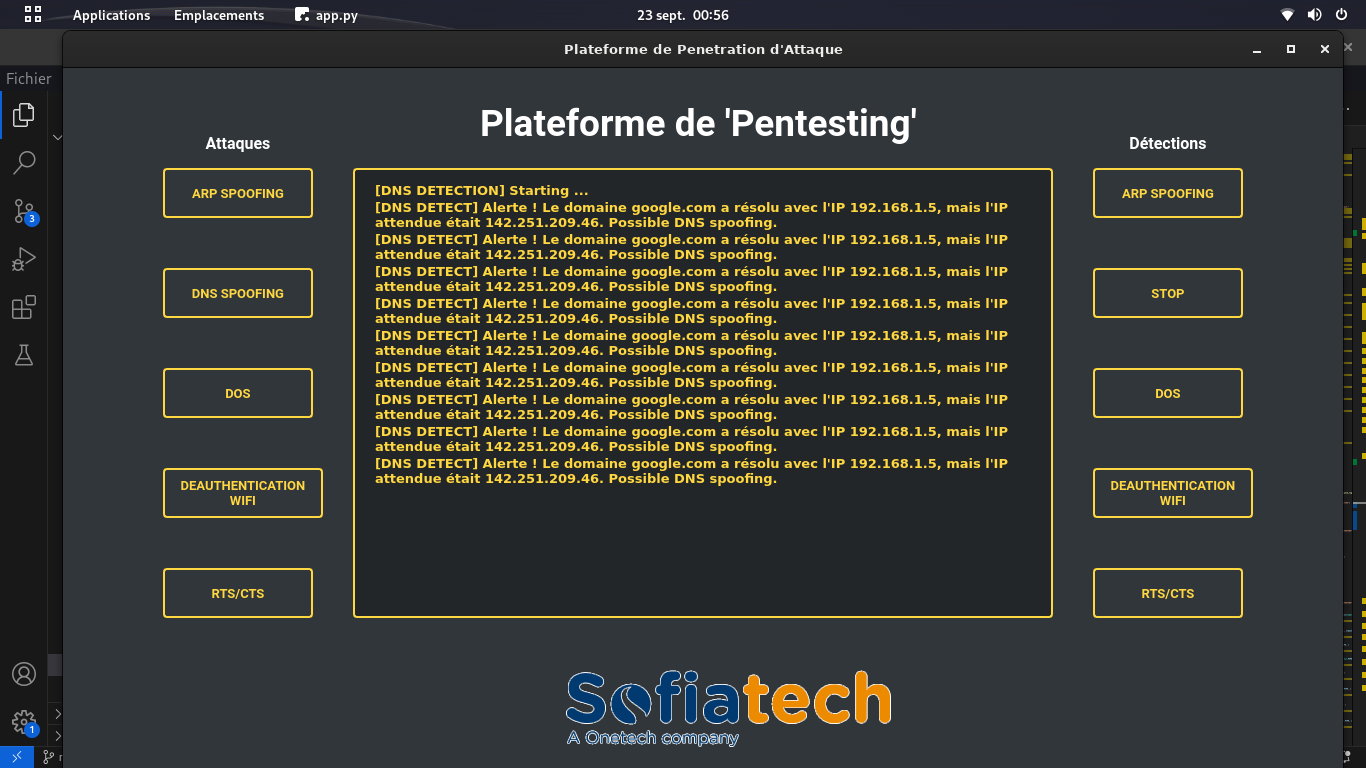 Applications Emplacements app.py 23 sept. 00:56
Plateforme de Penetration d'Attaque
Fichier
Plateforme de 'Pentesting'
Attaques
ARP SPOOFING
DNS SPOOFING
DOS
DEAUTHENTICATION
WIFI
RTS/CTS
[DNS DETECTION] Starting ...
[DNS DETECT] Alerte ! Le domaine google.com a résolu avec l'IP 192.168.1.5, mais l'IP
attendue était 142.251.209.46. Possible DNS spoofing.
[DNS DETECT] Alerte ! Le domaine google.com a résolu avec l'IP 192.168.1.5, mais l'IP
attendue était 142.251.209.46. Possible DNS spoofing.
[DNS DETECT] Alerte ! Le domaine google.com a résolu avec l'IP 192.168.1.5, mais l'IP
attendue était 142.251.209.46. Possible DNS spoofing.
[DNS DETECT] Alerte ! Le domaine google.com a résolu avec l'IP 192.168.1.5, mais l'IP
attendue était 142.251.209.46. Possible DNS spoofing.
[DNS DETECT] Alerte ! Le domaine google.com a résolu avec l'IP 192.168.1.5, mais l'IP
attendue était 142.251.209.46. Possible DNS spoofing.
[DNS DETECT] Alerte ! Le domaine google.com a résolu avec l'IP 192.168.1.5, mais l'IP
attendue était 142.251.209.46. Possible DNS spoofing.
[DNS DETECT] Alerte ! Le domaine google.com a résolu avec l'IP 192.168.1.5, mais l'IP
attendue était 142.251.209.46. Possible DNS spoofing.
[DNS DETECT] Alerte ! Le domaine google.com a résolu avec l'IP 192.168.1.5, mais l'IP
attendue était 142.251.209.46. Possible DNS spoofing.
[DNS DETECT] Alerte ! Le domaine google.com a résolu avec l'IP 192.168.1.5, mais l'IP
attendue était 142.251.209.46. Possible DNS spoofing.
Détections
ARP SPOOFING
STOP
DOS
DEAUTHENTICATION
WIFI
RTS/CTS
3
1
Sofiatech
A Onetech company